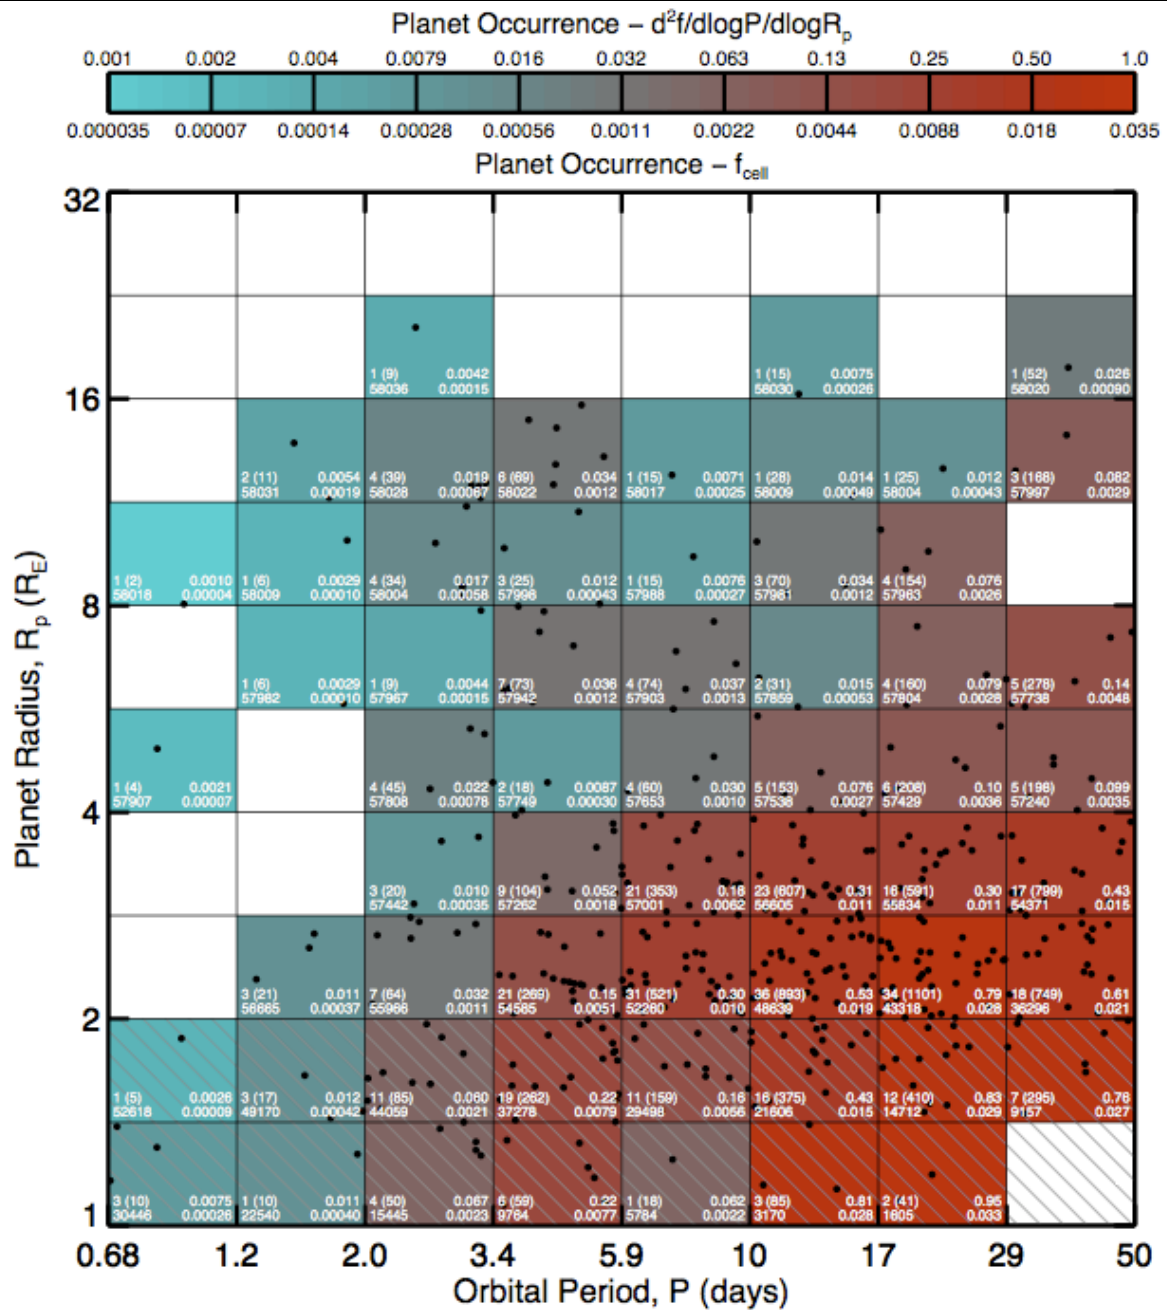 Planet Occurrence – d²f/dlogP/dlogRₚ
0.001 0.002 0.004 0.0079 0.016 0.032 0.063 0.13 0.25 0.50 1.0
0.000035 0.00007 0.00014 0.00028 0.00056 0.0011 0.0022 0.0044 0.0088 0.018 0.035
Planet Occurrence – f_cell
32
1 (9) 0.0042 1 (15) 0.0075 1 (52) 0.026
58036 0.00015 58030 0.00026 58020 0.00090
16
2 (11) 0.0054 4 (39) 0.019 6 (69) 0.034 1 (15) 0.0071 1 (28) 0.014 1 (25) 0.012 3 (168) 0.082
58031 0.00019 58028 0.00067 58022 0.0012 58017 0.00025 58009 0.00049 58004 0.00043 57997 0.0029
1 (2) 0.0010 1 (6) 0.0029 4 (34) 0.017 3 (25) 0.012 1 (15) 0.0076 3 (70) 0.034 4 (154) 0.076
58018 0.00004 58009 0.00010 58004 0.00058 57998 0.00043 57988 0.00027 57981 0.0012 57963 0.0026
8
1 (6) 0.0029 1 (9) 0.0044 7 (73) 0.036 4 (74) 0.037 2 (31) 0.015 4 (160) 0.079 5 (278) 0.14
57982 0.00010 57967 0.00015 57942 0.0012 57903 0.0013 57859 0.00053 57804 0.0028 57738 0.0048
1 (4) 0.0021 4 (45) 0.022 2 (18) 0.0087 4 (60) 0.030 5 (153) 0.076 6 (208) 0.10 5 (198) 0.099
57907 0.00007 57808 0.00078 57749 0.00030 57653 0.0010 57538 0.0027 57429 0.0036 57240 0.0035
4
3 (20) 0.010 9 (104) 0.052 21 (353) 0.18 23 (607) 0.31 16 (591) 0.30 17 (799) 0.43
57442 0.00035 57262 0.0018 57001 0.0062 56605 0.011 55834 0.011 54371 0.015
3 (21) 0.011 7 (64) 0.032 21 (269) 0.15 31 (521) 0.30 36 (893) 0.53 34 (1101) 0.79 18 (749) 0.61
56665 0.00037 55966 0.0011 54585 0.0051 52260 0.010 48639 0.019 43318 0.028 36296 0.021
2
1 (5) 0.0026 3 (17) 0.012 11 (85) 0.060 19 (262) 0.22 11 (159) 0.16 16 (375) 0.43 12 (410) 0.83 7 (295) 0.76
52618 0.00009 49170 0.00042 44059 0.0021 37278 0.0079 29498 0.0056 21606 0.015 14712 0.029 9157 0.027
3 (10) 0.0075 1 (10) 0.011 4 (50) 0.067 6 (59) 0.22 1 (18) 0.062 3 (85) 0.81 2 (41) 0.95
30446 0.00026 22540 0.00040 15445 0.0023 9764 0.0077 5784 0.0022 3170 0.028 1605 0.033
1
Planet Radius, Rₚ (R_E)
0.68 1.2 2.0 3.4 5.9 10 17 29 50
Orbital Period, P (days)